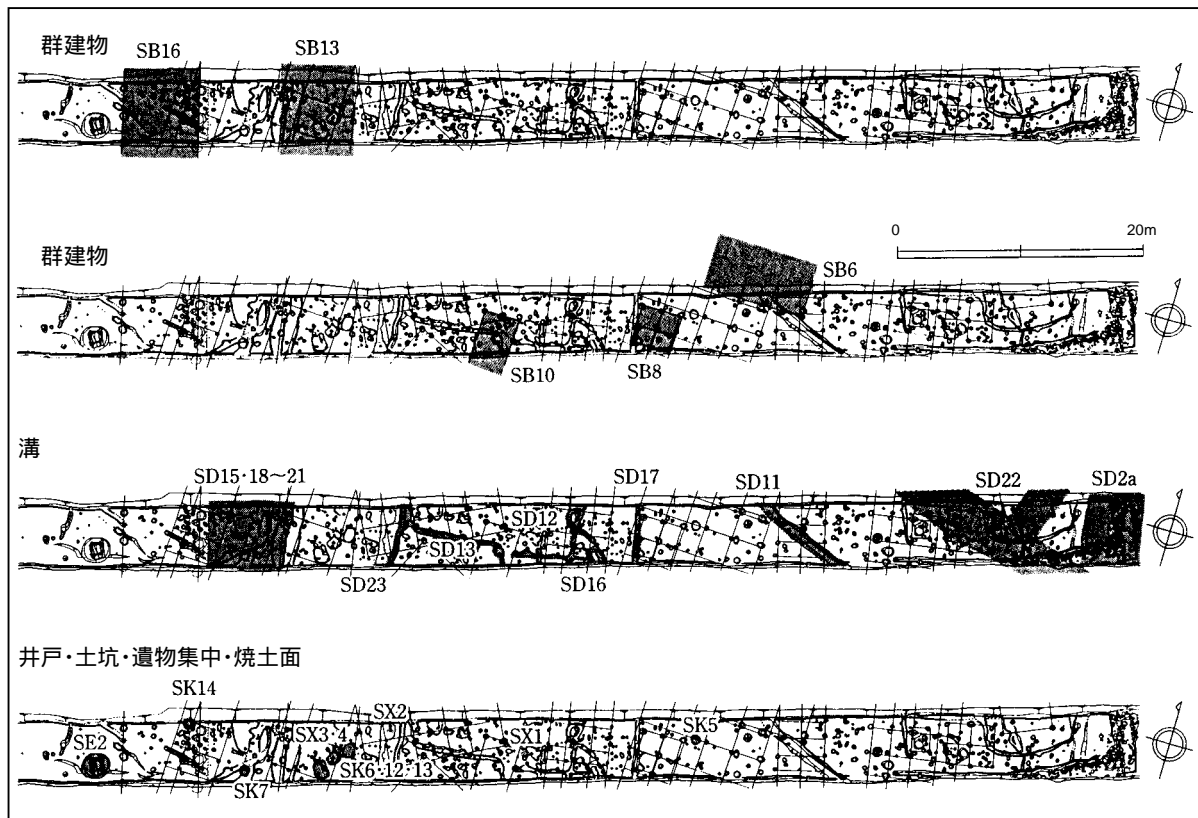 群建物
SB16
SB13
群建物
0 20m
SB6
SB10
SB8
溝
SD15・18～21
SD17
SD11
SD22
SD2a
SD12
SD13
SD23
SD16
井戸・土坑・遺物集中・焼土面
SK14
SX2
SE2
SX3・4
SX1
SK5
SK6・12・13
SK7